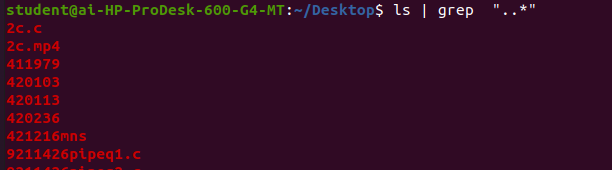 student@ai-HP-ProDesk-600-G4-MT:~/Desktop$ ls | grep  "..*"
2c.c
2c.mp4
411979
420103
420113
420236
421216mns
9211426pipeq1.c